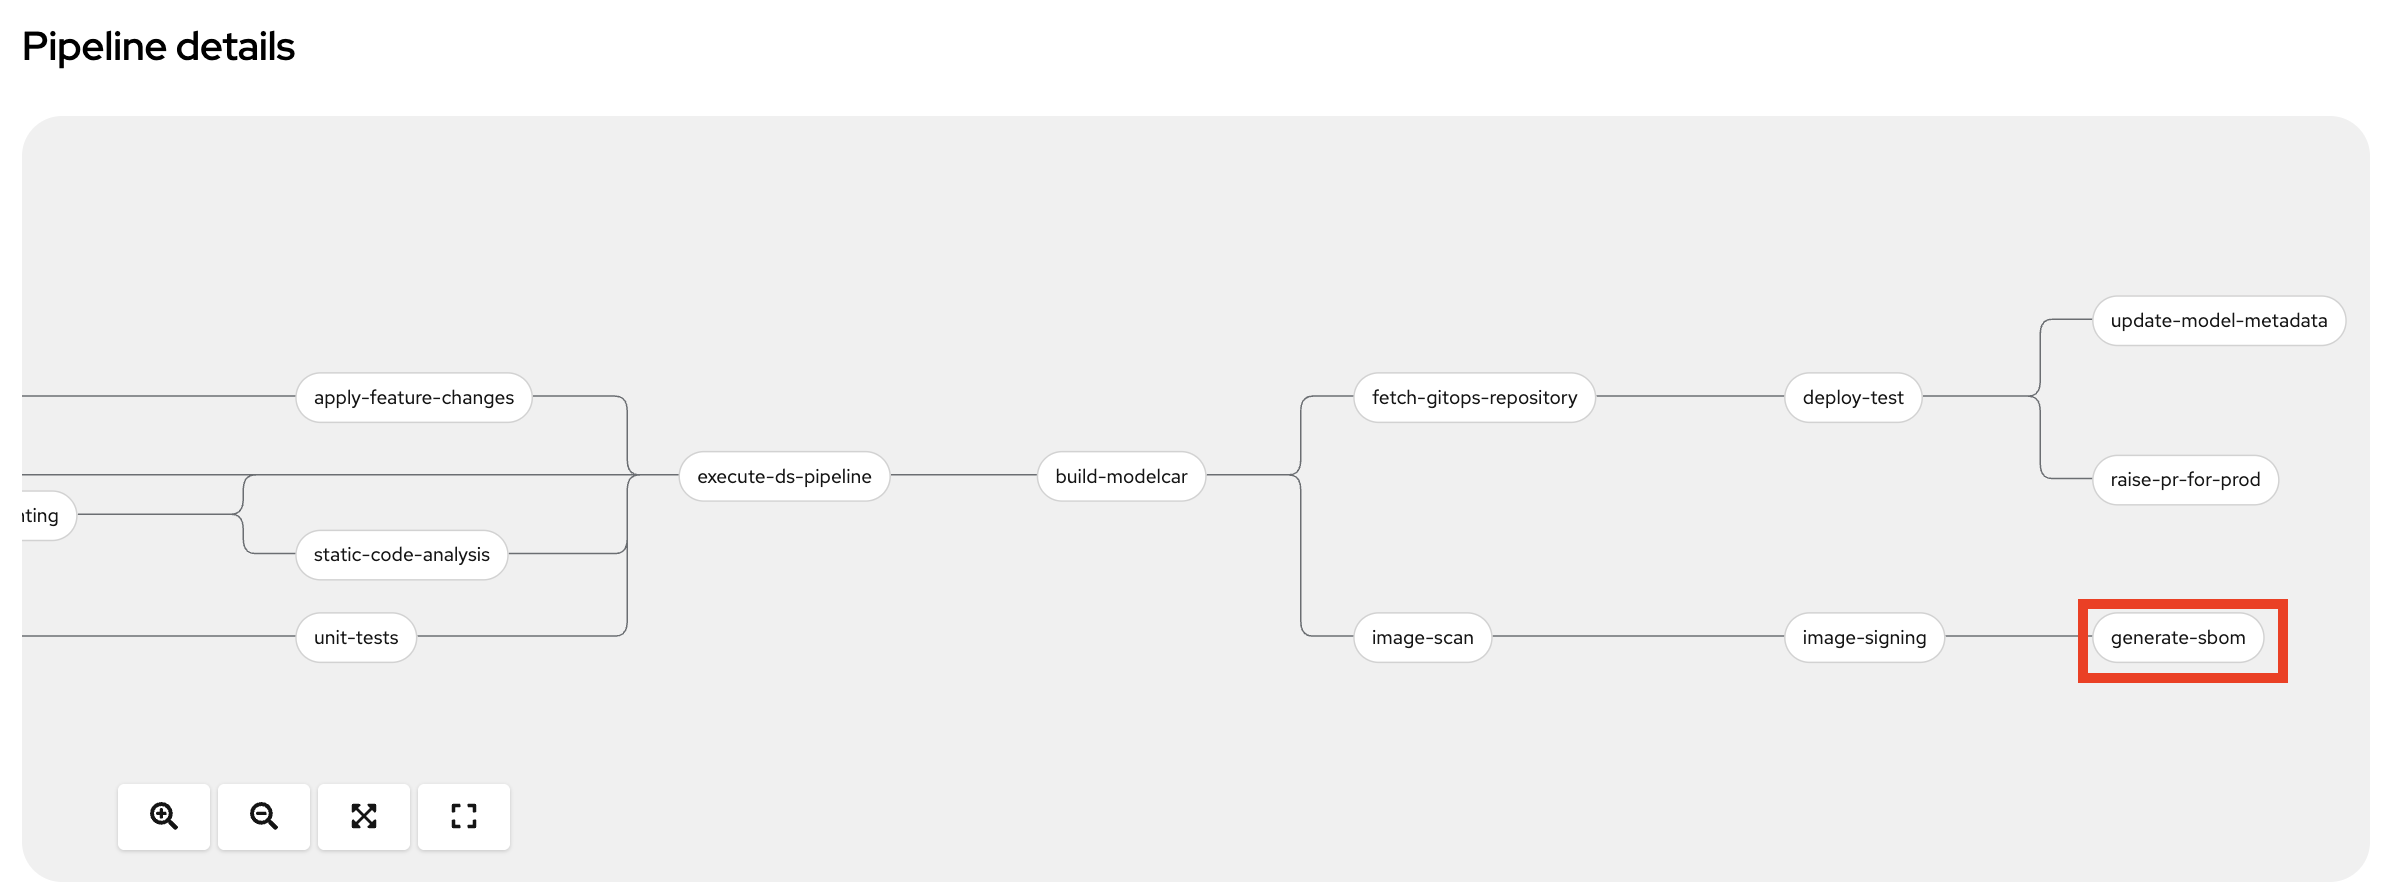 Pipeline details
update-model-metadata
apply-feature-changes
fetch-gitops-repository
deploy-test
execute-ds-pipeline
build-modelcar
raise-pr-for-prod
nting
static-code-analysis
unit-tests
image-scan
image-signing
generate-sbom